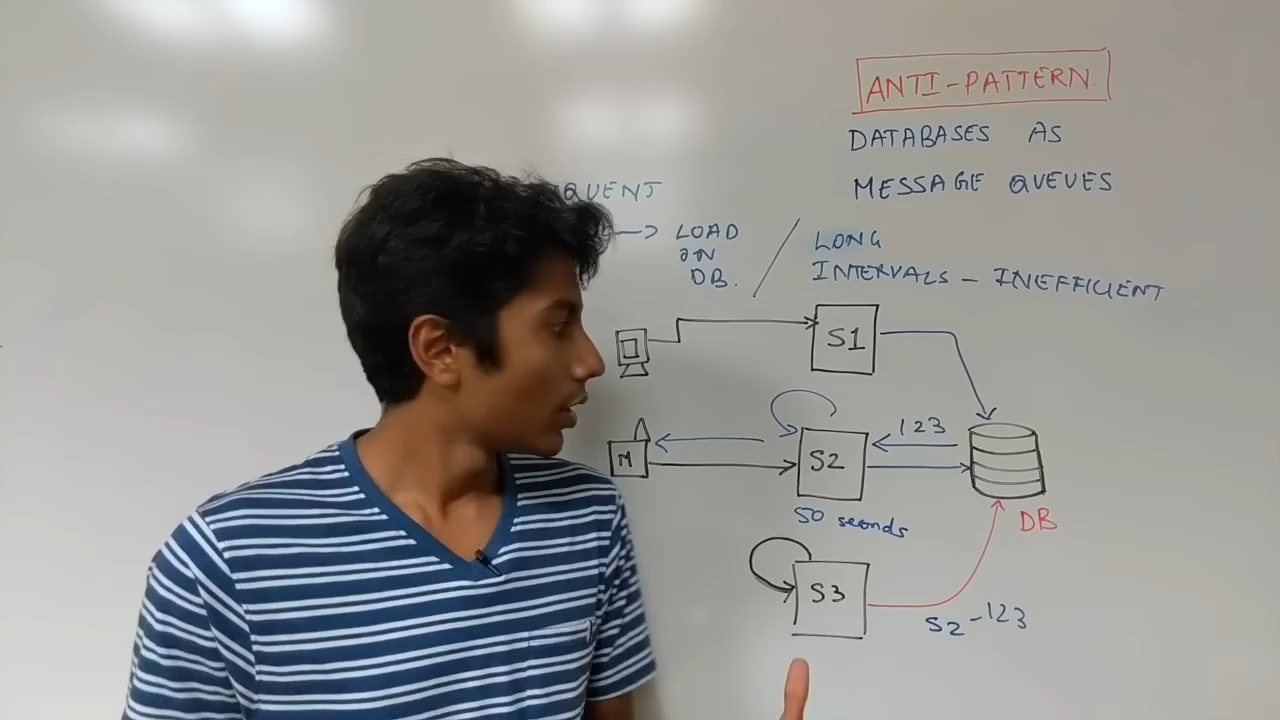 ANTI-PATTERN.
DATABASES AS
MESSAGE QUEUES
LOAD
ON
DB.
LONG
INTERVALS - INEFFICIENT
S1
123
M
S2
50 seconds
DB
S3
S2-123